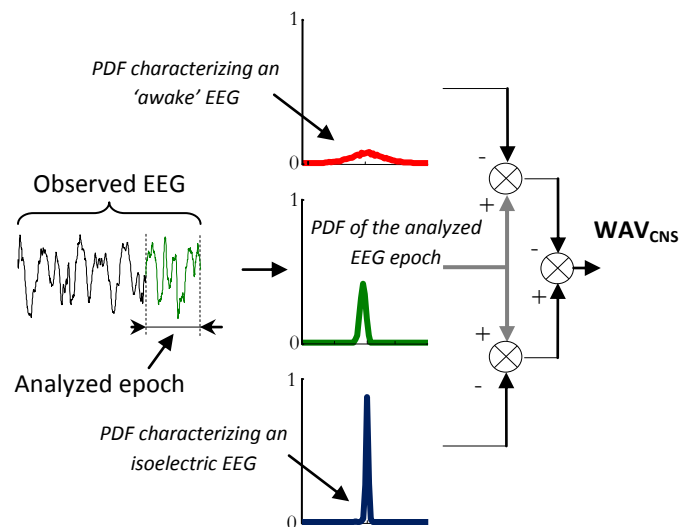 1
PDF characterizing an
'awake' EEG
0
-
+
Observed EEG
1
PDF of the analyzed
EEG epoch
WAV_CNS
-
+
0
Analyzed epoch
+
-
1
PDF characterizing an
isoelectric EEG
0